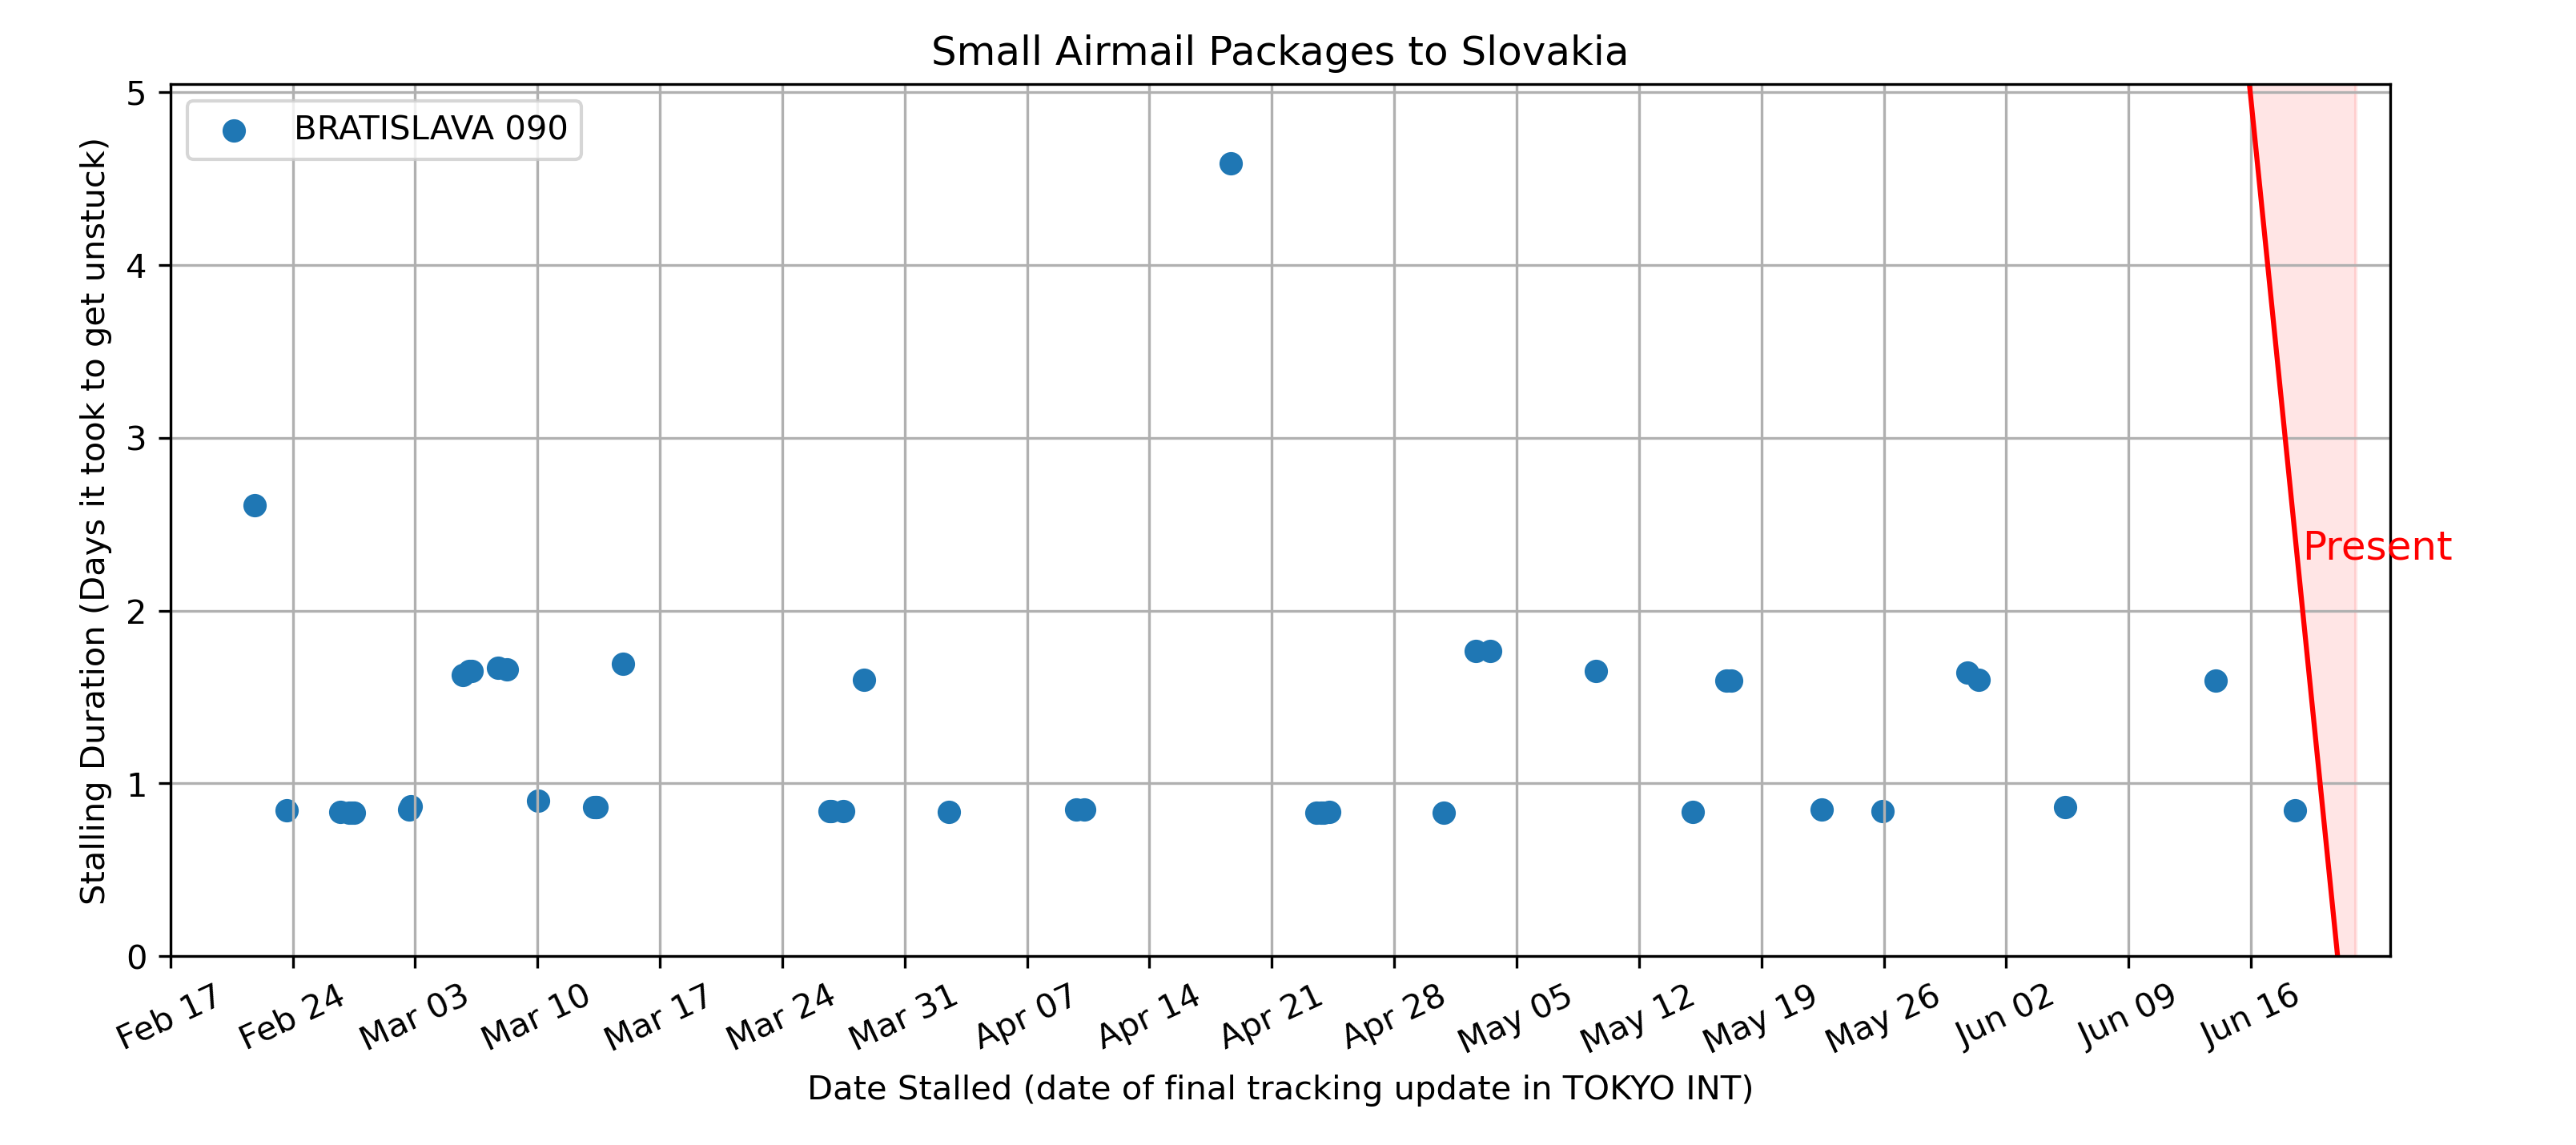 Small Airmail Packages to Slovakia
BRATISLAVA 090
Stalling Duration (Days it took to get unstuck)
5
4
3
2
1
0
Present
Feb 17
Feb 24
Mar 03
Mar 10
Mar 17
Mar 24
Mar 31
Apr 07
Apr 14
Apr 21
Apr 28
May 05
May 12
May 19
May 26
Jun 02
Jun 09
Jun 16
Date Stalled (date of final tracking update in TOKYO INT)